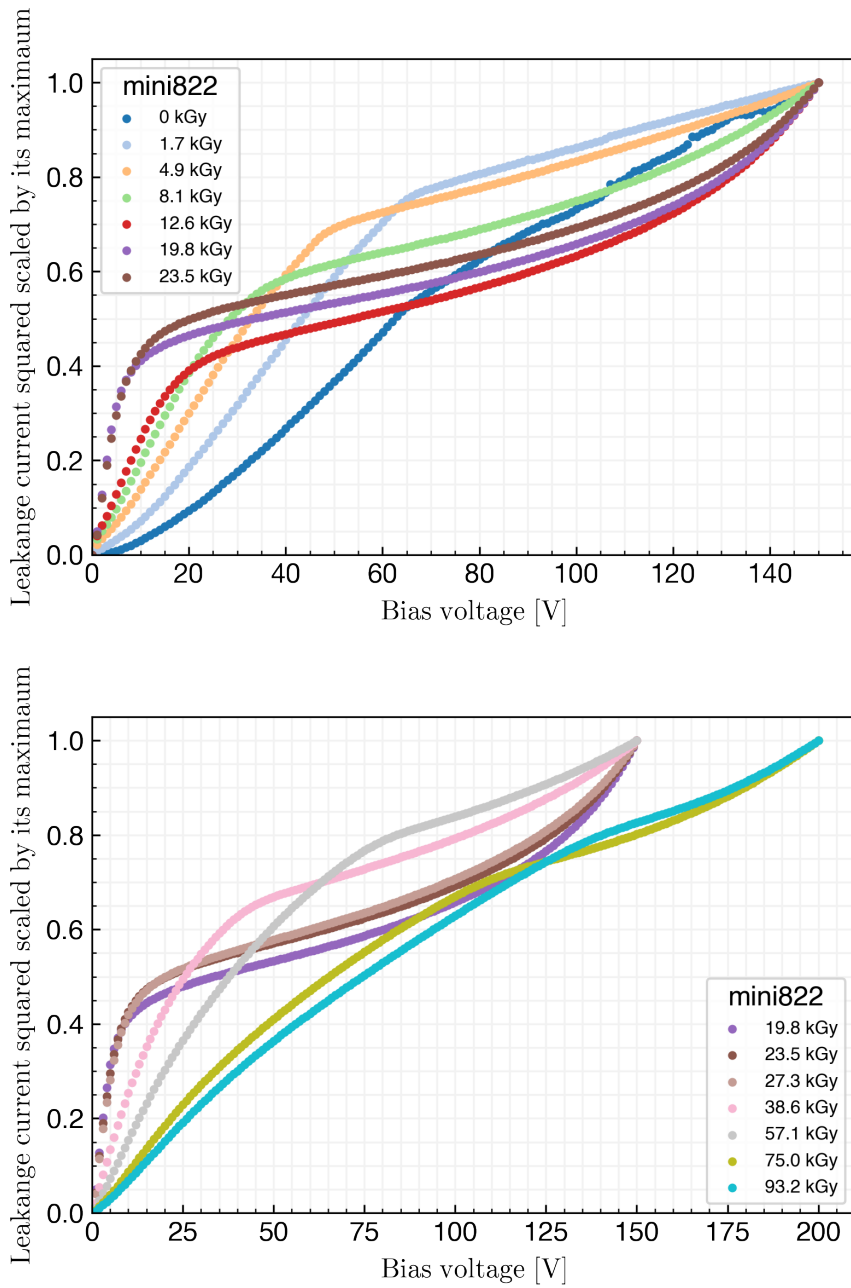 Leakange current squared scaled by its maximaum
mini822
0 kGy
1.7 kGy
4.9 kGy
8.1 kGy
12.6 kGy
19.8 kGy
23.5 kGy
1.0
0.8
0.6
0.4
0.2
0.0
0 20 40 60 80 100 120 140
Bias voltage [V]
Leakange current squared scaled by its maximaum
1.0
0.8
0.6
0.4
0.2
0.0
mini822
19.8 kGy
23.5 kGy
27.3 kGy
38.6 kGy
57.1 kGy
75.0 kGy
93.2 kGy
0 25 50 75 100 125 150 175 200
Bias voltage [V]